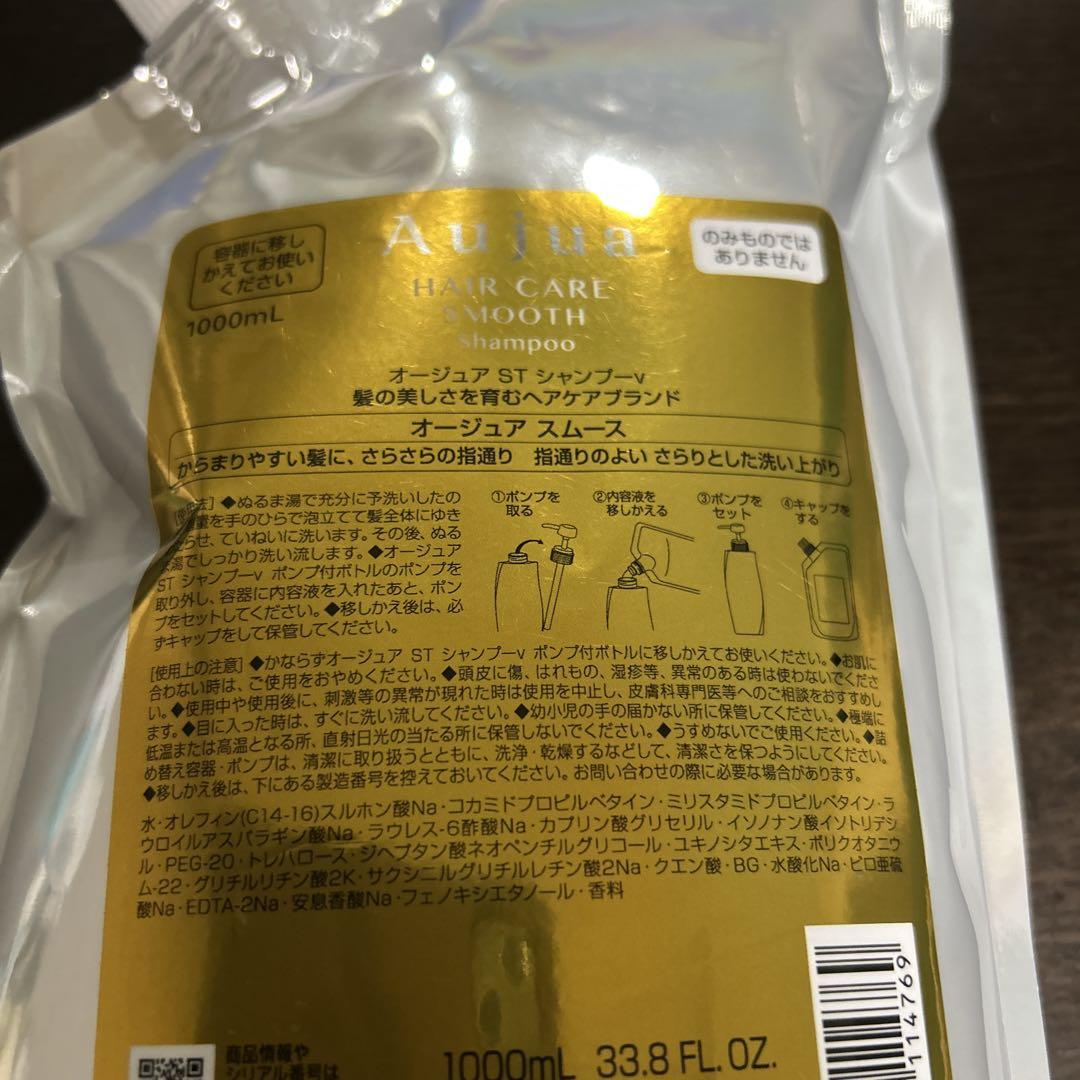 容器に移し
かえてお使い
ください
1000mL
Aujua
HAIR CARE
SMOOTH
Shampoo
のみものでは
ありません
オージュア ST シャンプーv
髪の美しさを育むヘアケアブランド
オージュア スムース
からまりやすい髪に、さらさらの指通り 指通りのよい さらりとした洗い上がり
法] ◆ぬるま湯で充分に予洗いしたの
量を手のひらで泡立てて髪全体にゆき
らせ、ていねいに洗います。その後、ぬる
湯でしっかり洗い流します。◆オージュア
ST シャンプーv ポンプ付ボトルのポンプを
取り外し、容器に内容液を入れたあと、ポン
プをセットしてください。◆移しかえ後は、必
ずキャップをして保管してください。
①ポンプを
取る
②内容液を
移しかえる
③ポンプを
セット
④キャップを
する
[使用上の注意] ◆かならずオージュア ST シャンプーv ポンプ付ボトルに移しかえてお使いください。◆お肌に
合わない時は、ご使用をおやめください。◆頭皮に傷、はれもの、湿疹等、異常のある時は使わないでくださ
い。◆使用中や使用後に、刺激等の異常が現れた時は使用を中止し、皮膚科専門医等へのご相談をおすすめし
ます。◆目に入った時は、すぐに洗い流してください。◆幼小児の手の届かない所に保管してください。◆極端に
低温または高温となる所、直射日光の当たる所に保管しないでください。◆うすめないでご使用ください。◆詰
め替え容器・ポンプは、清潔に取り扱うとともに、洗浄・乾燥するなどして、清潔さを保つようにしてください。
◆移しかえ後は、下にある製造番号を控えておいてください。お問い合わせの際に必要な場合があります。
水・オレフィン(C14-16)スルホン酸Na・コカミドプロピルベタイン・ミリスタミドプロピルベタイン・ラ
ウロイルアスパラギン酸Na・ラウレス-6酢酸Na・カプリン酸グリセリル・イソノナン酸イソトリデシ
ル・PEG-20・トレハロース・ジヘプタン酸ネオペンチルグリコール・ユキノシタエキス・ポリクオタニウ
ム-22・グリチルリチン酸2K・サクシニルグリチルレチン酸2Na・クエン酸・BG・水酸化Na・ピロ亜硫
酸Na・EDTA-2Na・安息香酸Na・フェノキシエタノール・香料
商品情報や
シリアル番号は
1000mL 33.8 FL. OZ.
114769